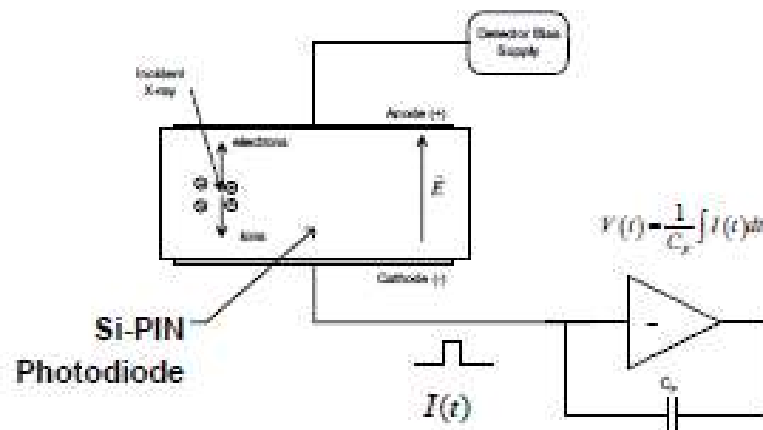 Detector Bias
Supply
Incident
X-ray
Anode (+)
electrons
E
Ions
Cathode (-)
V(t)=1/C_F ∫ I(t)dt
Si-PIN
Photodiode
I(t)
C_F
-